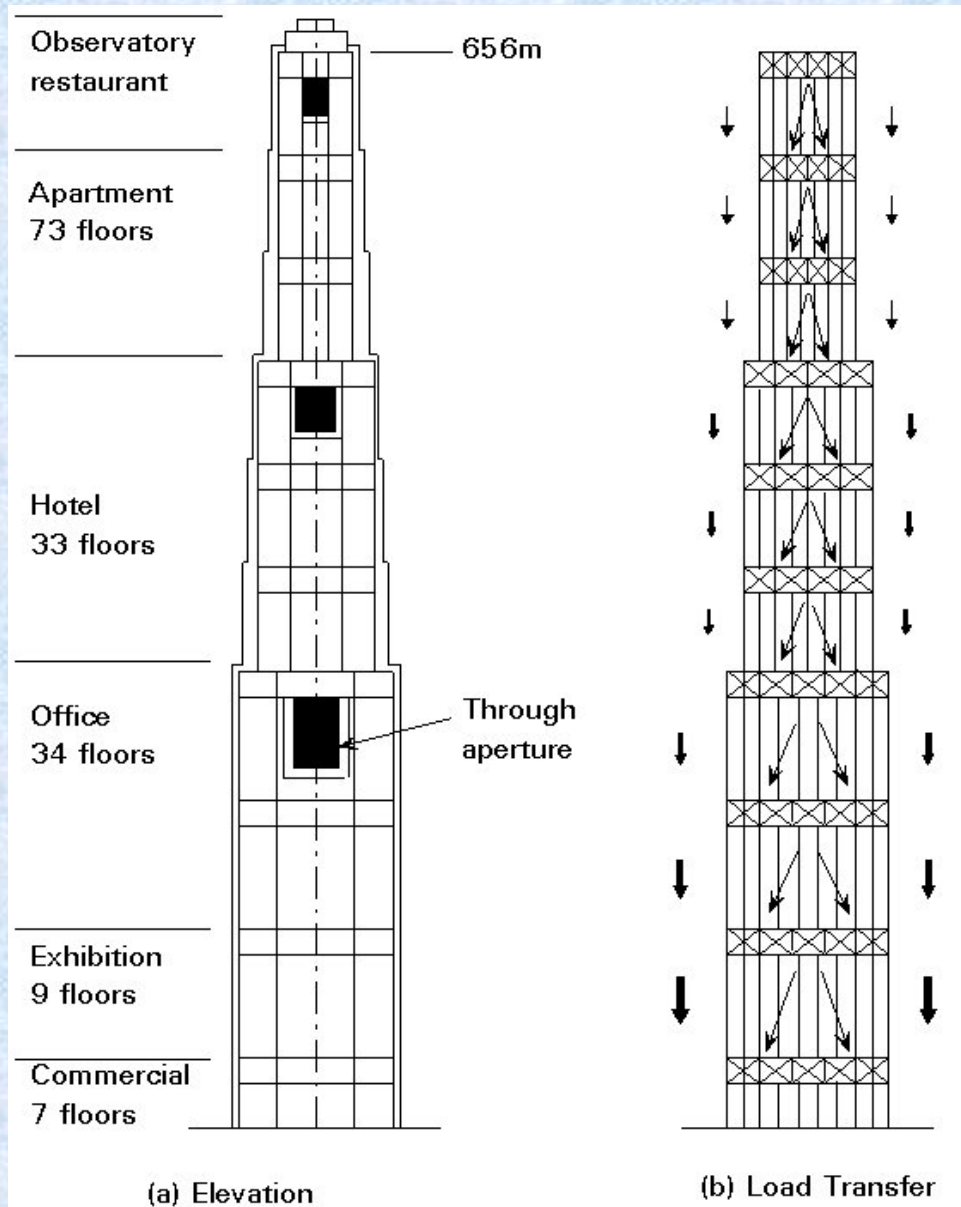 Observatory
restaurant
656m
Apartment
73 floors
Hotel
33 floors
Office
34 floors
Through
aperture
Exhibition
9 floors
Commercial
7 floors
(a) Elevation
(b) Load Transfer